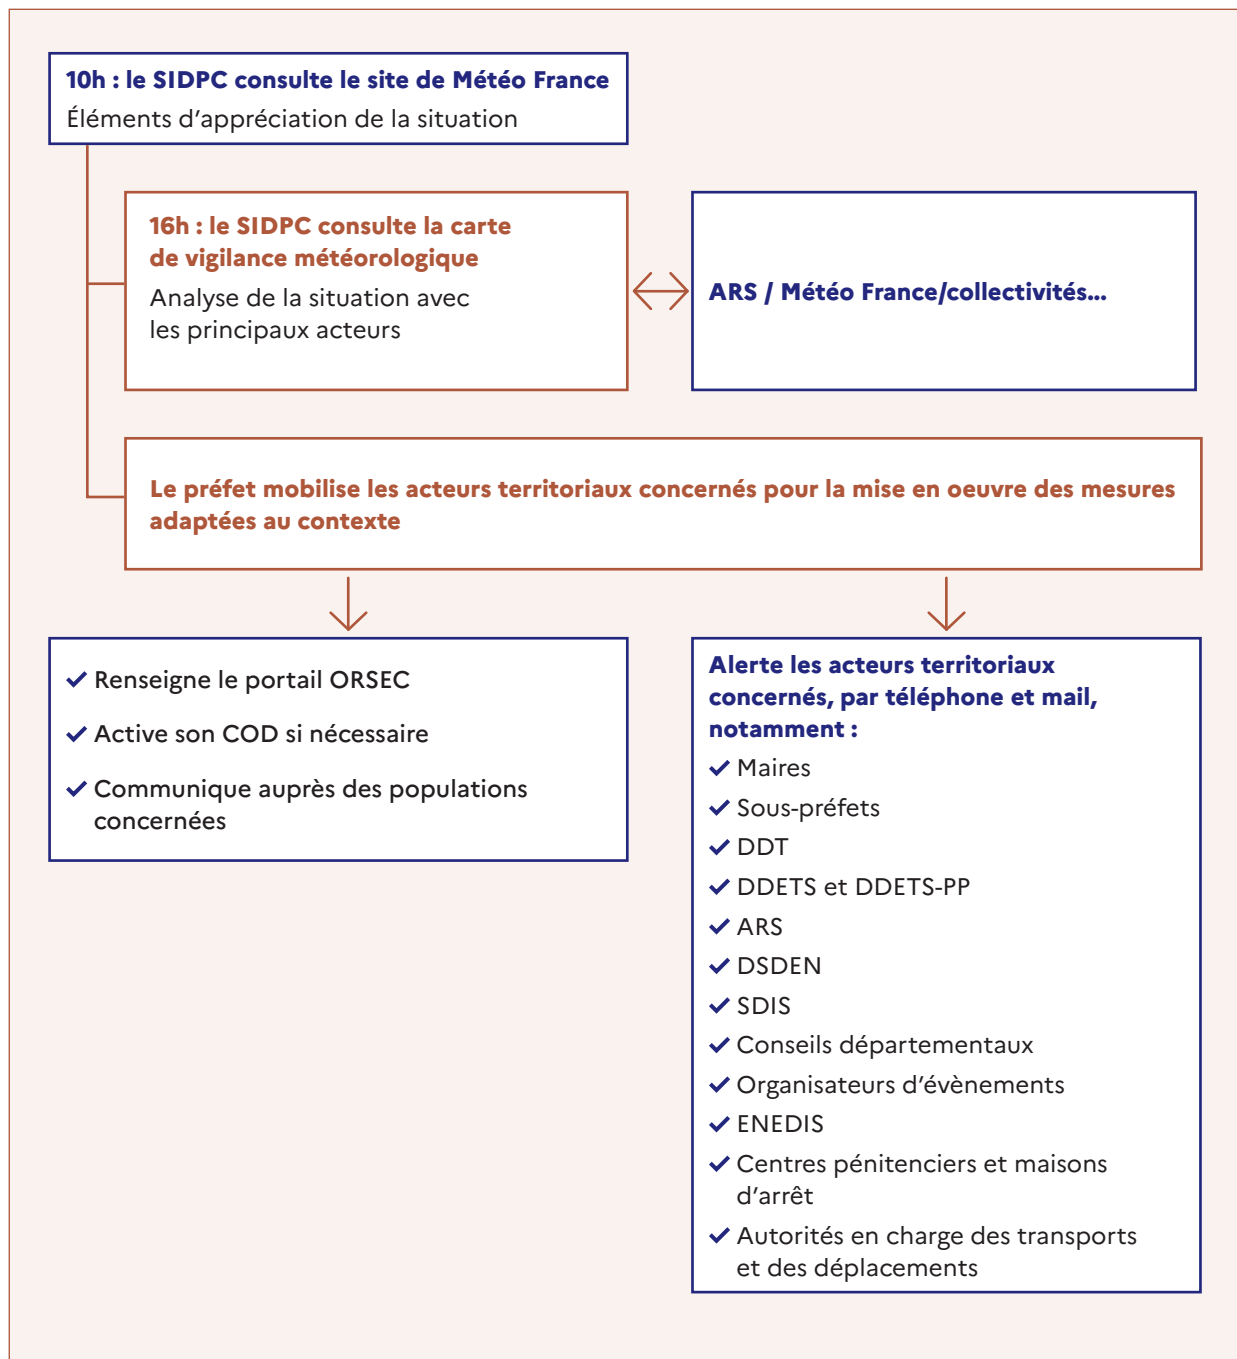 10h : le SIDPC consulte le site de Météo France
Éléments d’appréciation de la situation
16h : le SIDPC consulte la carte
de vigilance météorologique
Analyse de la situation avec
les principaux acteurs
ARS / Météo France/collectivités...
Le préfet mobilise les acteurs territoriaux concernés pour la mise en oeuvre des mesures
adaptées au contexte
✓ Renseigne le portail ORSEC
✓ Active son COD si nécessaire
✓ Communique auprès des populations
concernées
Alerte les acteurs territoriaux
concernés, par téléphone et mail,
notamment :
✓ Maires
✓ Sous-préfets
✓ DDT
✓ DDETS et DDETS-PP
✓ ARS
✓ DSDEN
✓ SDIS
✓ Conseils départementaux
✓ Organisateurs d’évènements
✓ ENEDIS
✓ Centres pénitenciers et maisons
d’arrêt
✓ Autorités en charge des transports
et des déplacements